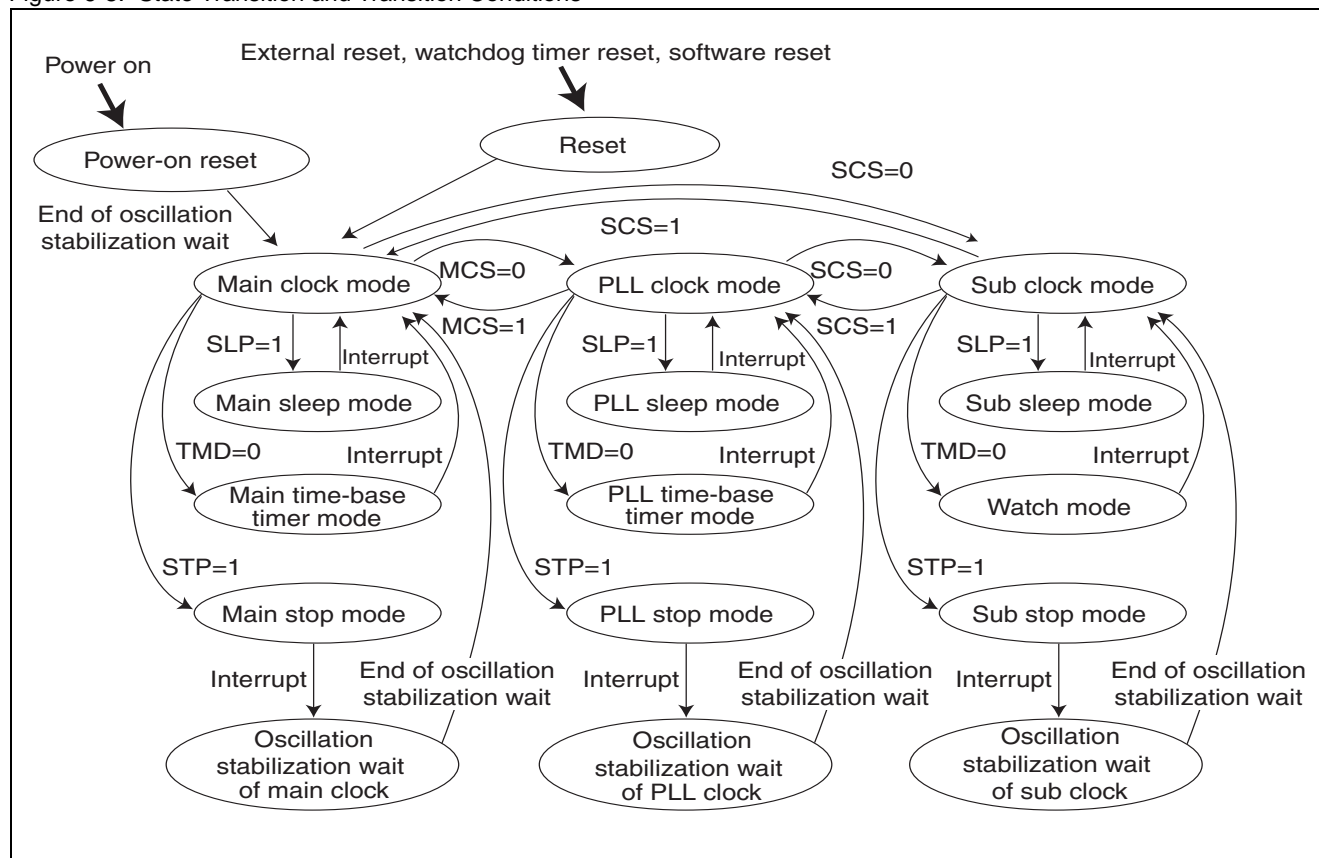 Figure 6-8. State Transition and Transition Conditions
External reset, watchdog timer reset, software reset
Power on
Power-on reset
Reset
SCS=0
End of oscillation
stabilization wait
SCS=1
Main clock mode
MCS=0
PLL clock mode
SCS=0
Sub clock mode
MCS=1
SCS=1
SLP=1
Interrupt
SLP=1
Interrupt
SLP=1
Interrupt
Main sleep mode
PLL sleep mode
Sub sleep mode
TMD=0
Interrupt
TMD=0
Interrupt
TMD=0
Interrupt
Main time-base
timer mode
PLL time-base
timer mode
Watch mode
STP=1
STP=1
STP=1
Main stop mode
PLL stop mode
Sub stop mode
Interrupt
End of oscillation
stabilization wait
Interrupt
End of oscillation
stabilization wait
Interrupt
End of oscillation
stabilization wait
Oscillation
stabilization wait
of main clock
Oscillation
stabilization wait
of PLL clock
Oscillation
stabilization wait
of sub clock